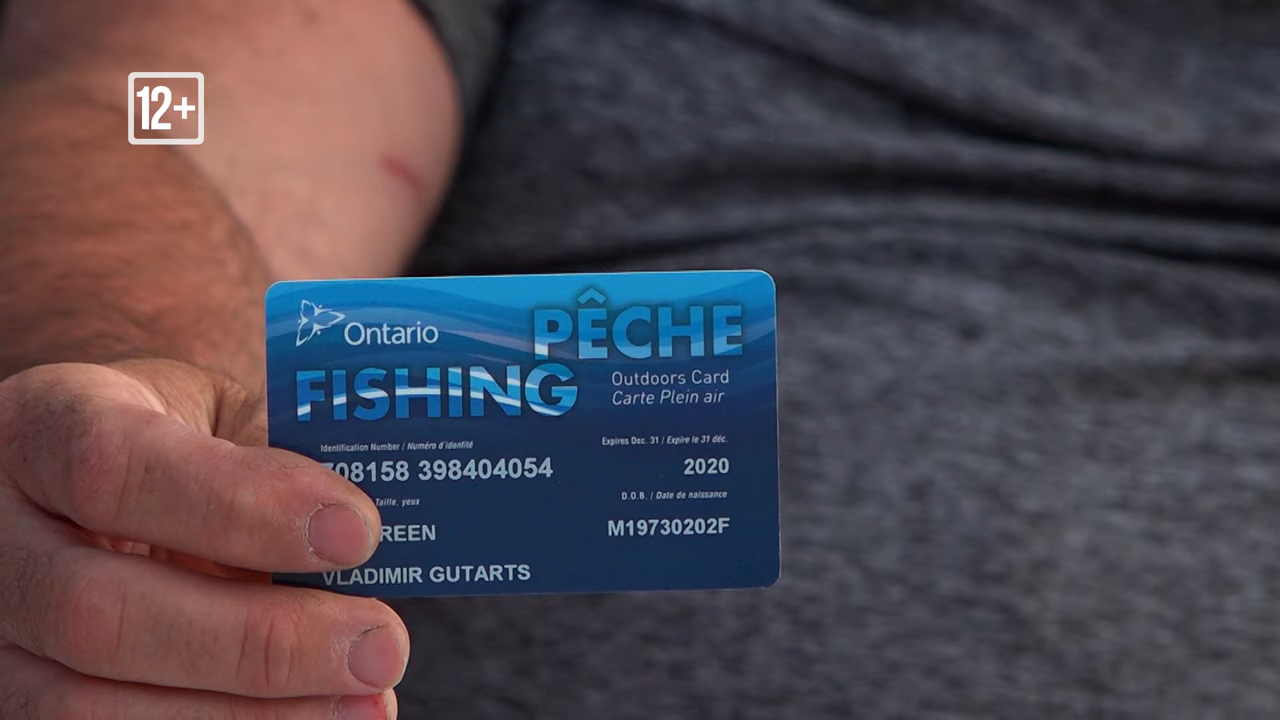 12+
Ontario
PÊCHE
FISHING
Outdoors Card
Carte Plein air
Identification Number / Numéro d'identité
Expires Dec. 31 / Expire le 31 déc.
08158 398404054
2020
Taille, yeux
D.O.B. / Date de naissance
REEN
M19730202F
VLADIMIR GUTARTS